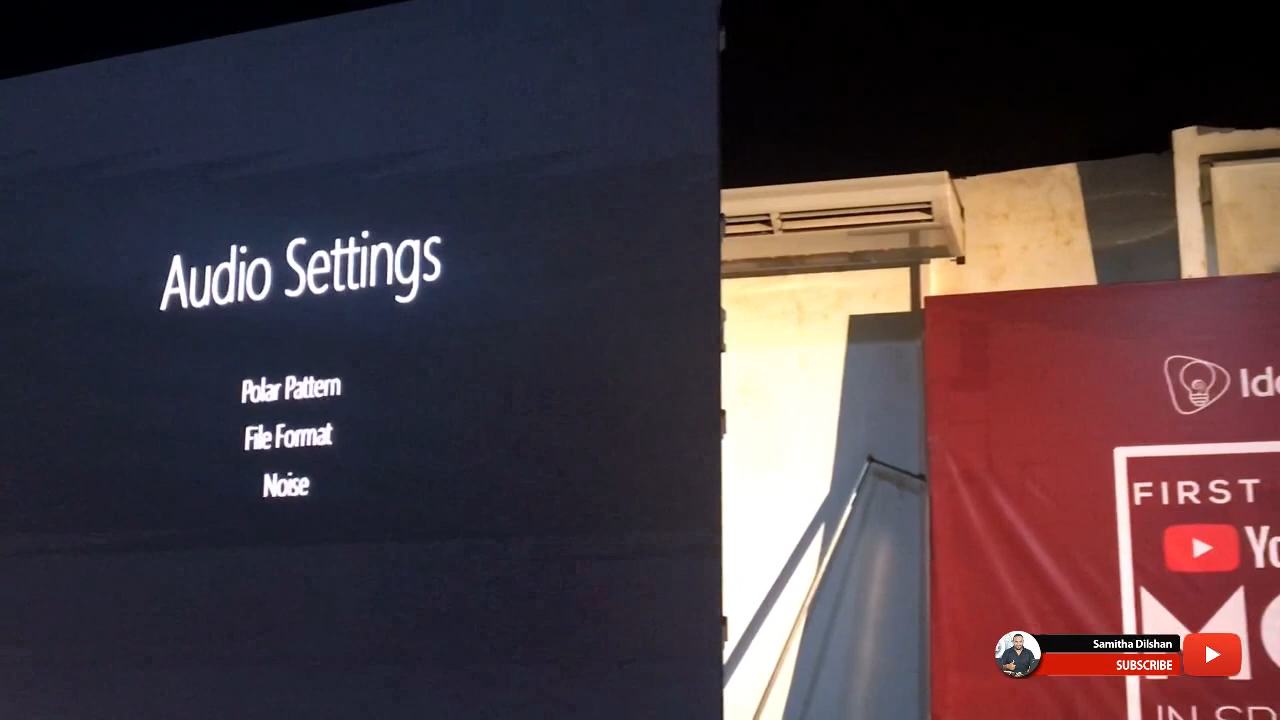 Audio Settings
Polar Pattern
File Format
Noise
FIRST
Samitha Dilshan
SUBSCRIBE